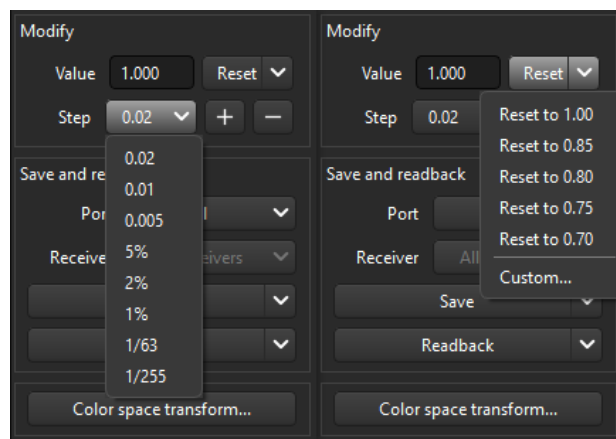 Modify
Value 1.000 Reset
Step 0.02 + −
0.02
0.01
0.005
5%
2%
1%
1/63
1/255
Save and re
Por l
Receive eivers
Color space transform...
Modify
Value 1.000 Reset
Step 0.02
Reset to 1.00
Reset to 0.85
Reset to 0.80
Reset to 0.75
Reset to 0.70
Custom...
Save and readback
Port
Receiver All
Save
Readback
Color space transform...